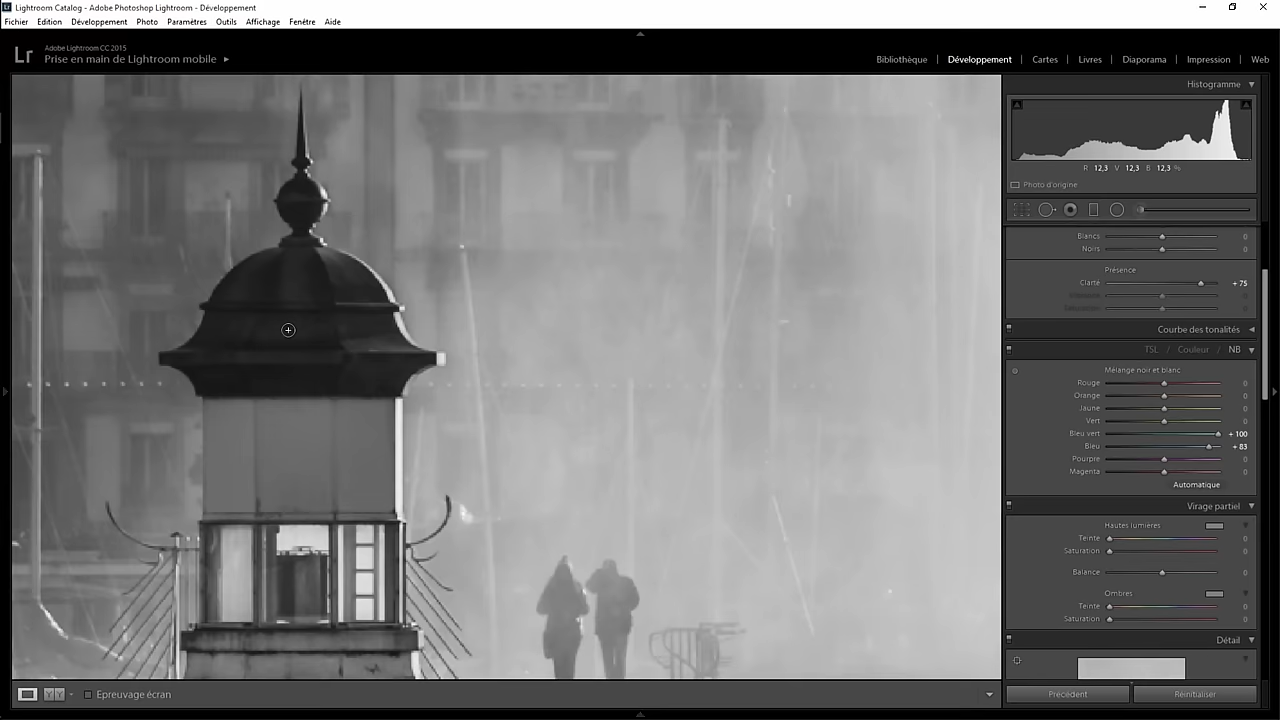 Lightroom Catalog - Adobe Photoshop Lightroom - Développement
Fichier Edition Développement Photo Paramètres Outils Affichage Fenêtre Aide
Lr
Adobe Lightroom CC 2015
Prise en main de Lightroom mobile
Bibliothèque | Développement | Cartes | Livres | Diaporama | Impression | Web
Histogramme
R 12,3 V 12,3 B 12,3 %
Photo d'origine
Blancs 0
Noirs 0
Présence
Clarté + 75
Courbe des tonalités
TSL / Couleur / NB
Mélange noir et blanc
Rouge 0
Orange 0
Jaune 0
Vert 0
Bleu vert + 100
Bleu + 83
Pourpre 0
Magenta 0
Automatique
Virage partiel
Hautes lumières
Teinte 0
Saturation 0
Balance 0
Ombres
Teinte 0
Saturation 0
Détail
Epreuvage écran
Précédent Réinitialiser